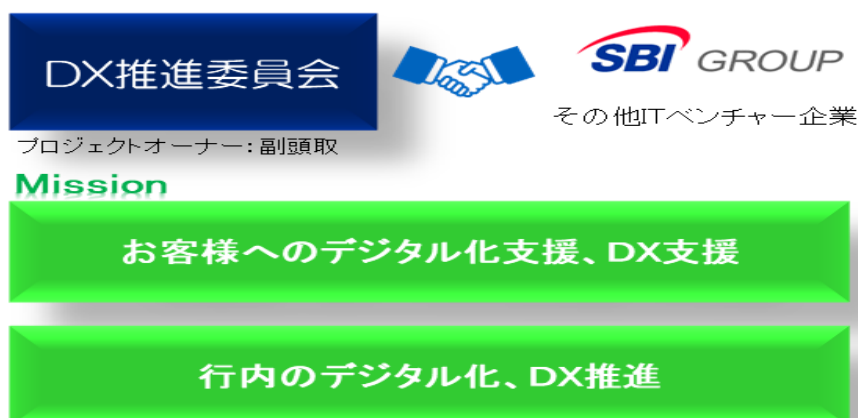 DX推進委員会
SBI GROUP
その他ITベンチャー企業
プロジェクトオーナー:副頭取
Mission
お客様へのデジタル化支援、DX支援
行内のデジタル化、DX推進